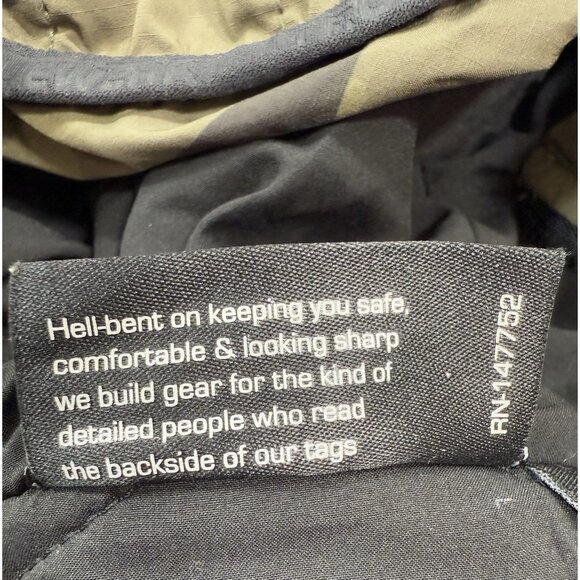 Hell-bent on keeping you safe,
comfortable & looking sharp
we build gear for the kind of
detailed people who read
the backside of our tags
RN-147752